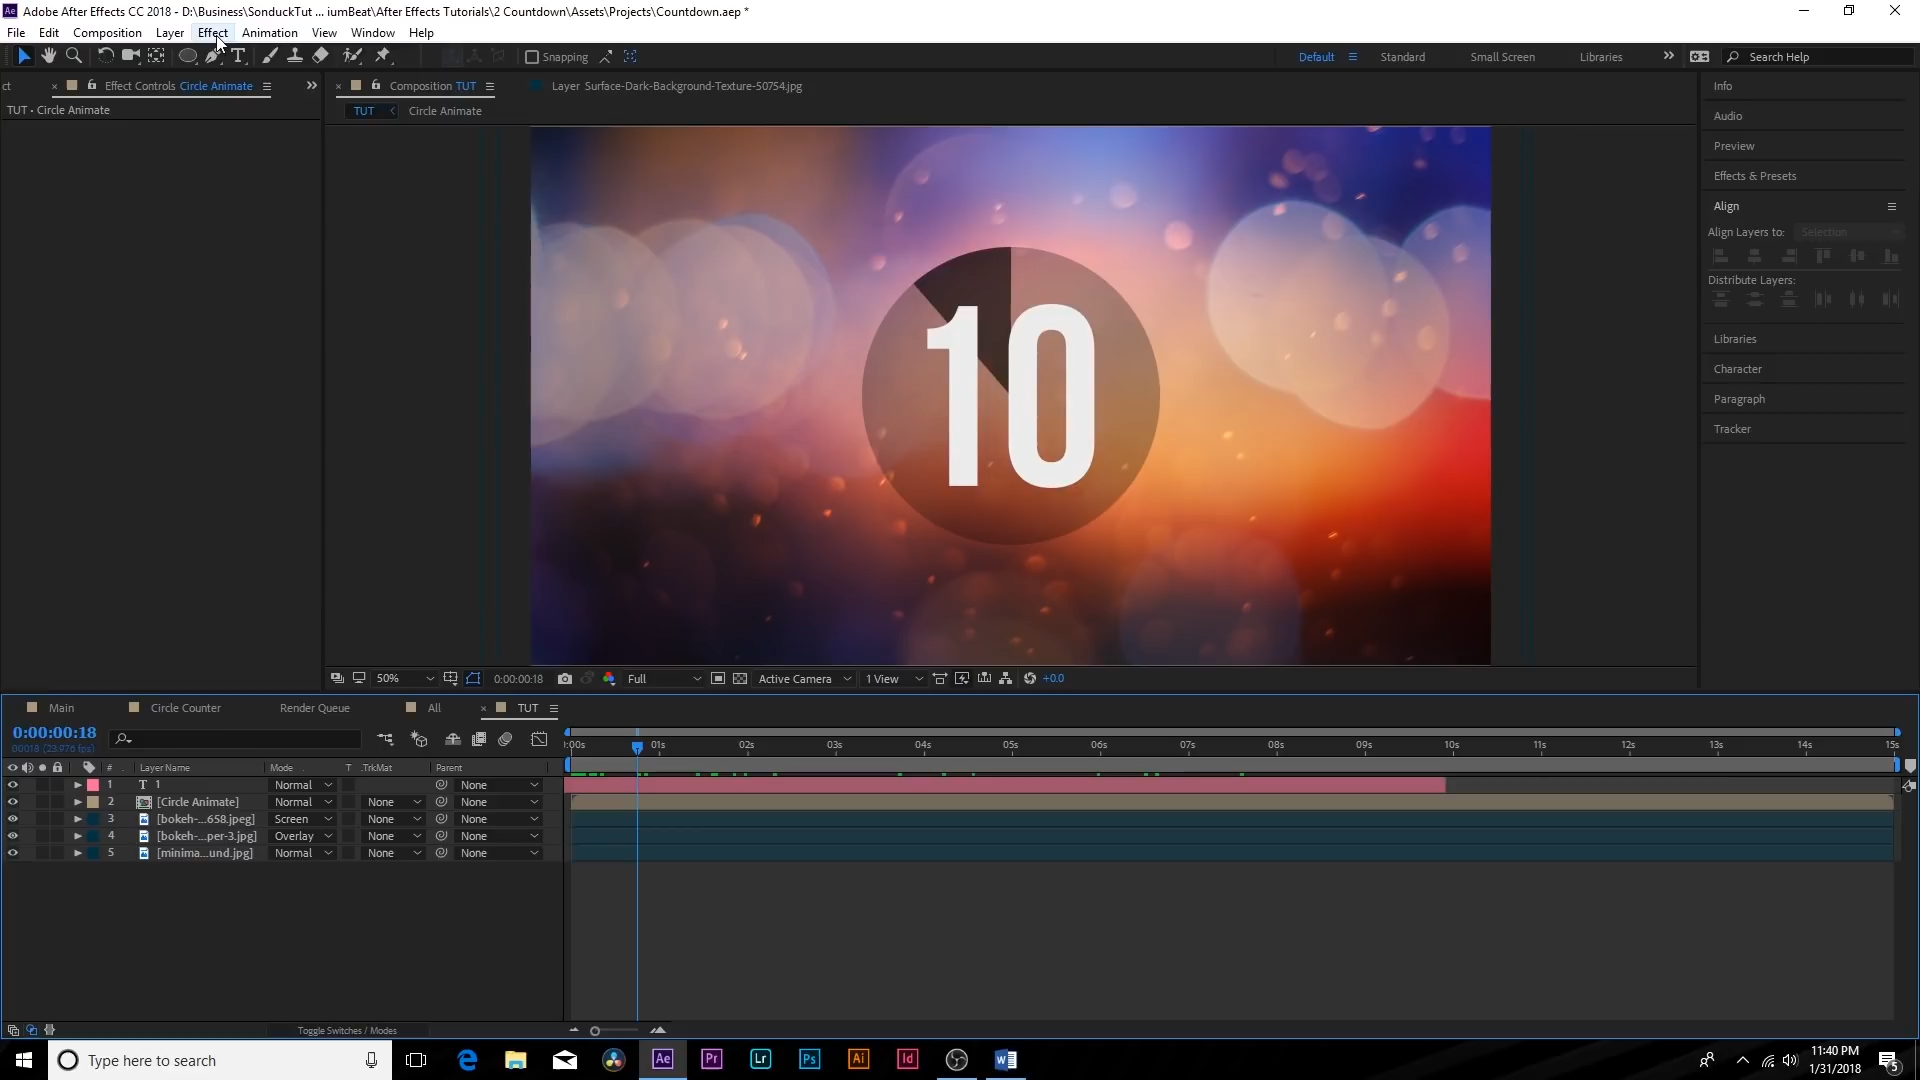 Ae Adobe After Effects CC 2018 - D:\Business\SonduckTut ... iumBeat\After Effects Tutorials\2 Countdown\Assets\Projects\Countdown.aep *
File Edit Composition Layer Effect Animation View Window Help
Snapping Default Standard Small Screen Libraries Search Help
ct Effect Controls Circle Animate Composition TUT Layer Surface-Dark-Background-Texture-50754.jpg
TUT • Circle Animate
TUT Circle Animate
10
Info
Audio
Preview
Effects & Presets
Align
Align Layers to: Selection
Distribute Layers:
Libraries
Character
Paragraph
Tracker
50% 0:00:00:18 Full Active Camera 1 View +0.0
Main Circle Counter Render Queue All TUT
0:00:00:18
00018 (23.976 fps)
:00s 01s 02s 03s 04s 05s 06s 07s 08s 09s 10s 11s 12s 13s 14s 15s
# Layer Name Mode T .TrkMat Parent
1 T 1 Normal None
2 [Circle Animate] Normal None None
3 [bokeh-...658.jpeg] Screen None None
4 [bokeh-...per-3.jpg] Overlay None None
5 [minima...und.jpg] Normal None None
Toggle Switches / Modes
Type here to search Ae Pr Lr Ps Ai Id
11:40 PM
1/31/2018
5